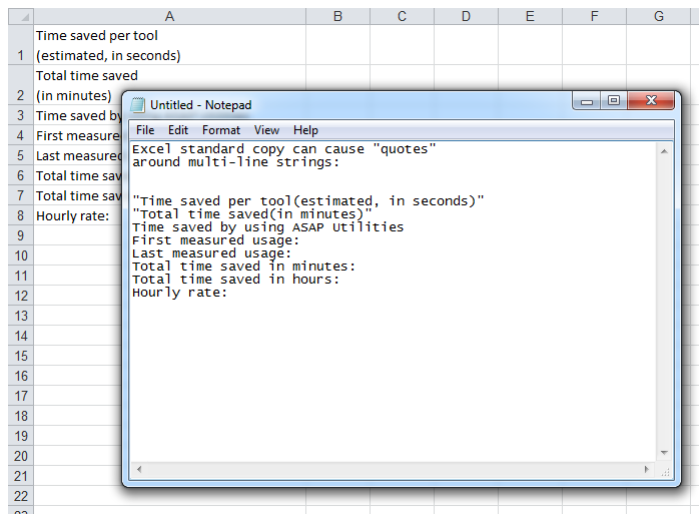 A B C D E F G
Time saved per tool
1 (estimated, in seconds)
Total time saved
2 (in minutes)
3 Time saved by
4 First measure
5 Last measured
6 Total time sav
7 Total time sav
8 Hourly rate:
9
10
11
12
13
14
15
16
17
18
19
20
21
22
Untitled - Notepad
File Edit Format View Help
Excel standard copy can cause "quotes"
around multi-line strings:
"Time saved per tool(estimated, in seconds)"
"Total time saved(in minutes)"
Time saved by using ASAP Utilities
First measured usage:
Last measured usage:
Total time saved in minutes:
Total time saved in hours:
Hourly rate: